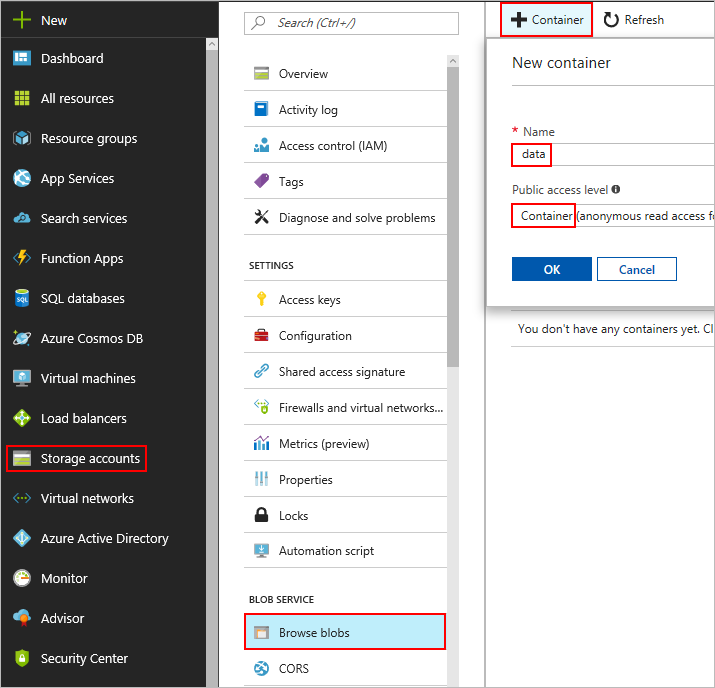 New
Dashboard
All resources
Resource groups
App Services
Search services
Function Apps
SQL databases
Azure Cosmos DB
Virtual machines
Load balancers
Storage accounts
Virtual networks
Azure Active Directory
Monitor
Advisor
Security Center
Search (Ctrl+/)
Overview
Activity log
Access control (IAM)
Tags
Diagnose and solve problems
SETTINGS
Access keys
Configuration
Shared access signature
Firewalls and virtual networks...
Metrics (preview)
Properties
Locks
Automation script
BLOB SERVICE
Browse blobs
CORS
Container Refresh
New container
* Name
data
Public access level
Container (anonymous read access fo
OK Cancel
You don't have any containers yet. Cl